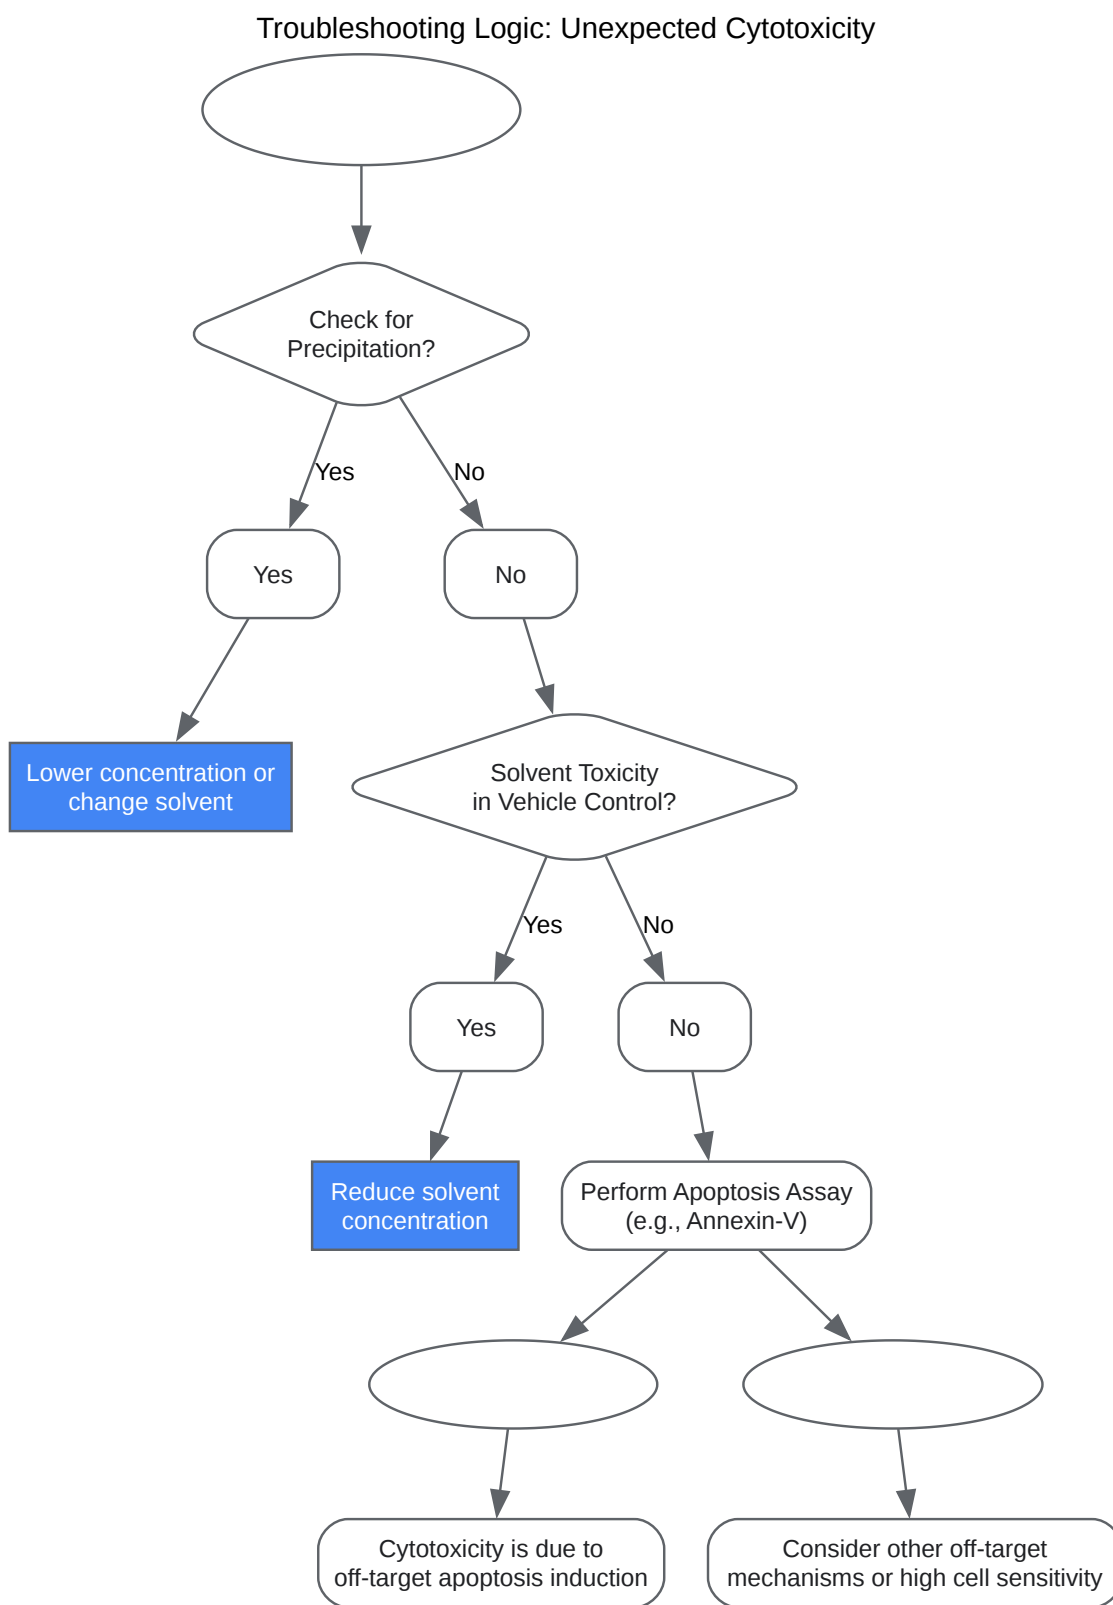 Troubleshooting Logic: Unexpected Cytotoxicity
Check for
Precipitation?
Yes
No
Yes
No
Lower concentration or
change solvent
Solvent Toxicity
in Vehicle Control?
Yes
No
Yes
No
Reduce solvent
concentration
Perform Apoptosis Assay
(e.g., Annexin-V)
Cytotoxicity is due to
off-target apoptosis induction
Consider other off-target
mechanisms or high cell sensitivity